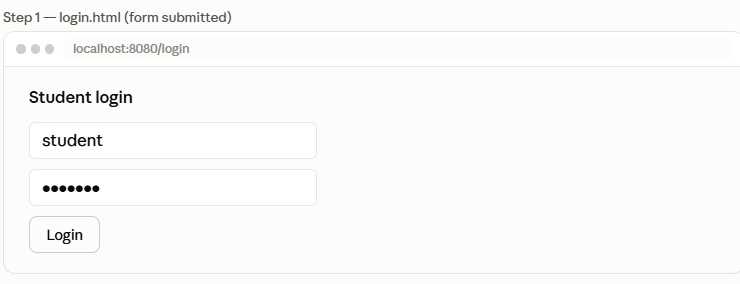 Step 1 — login.html (form submitted)
localhost:8080/login
Student login
student
•••••••
Login